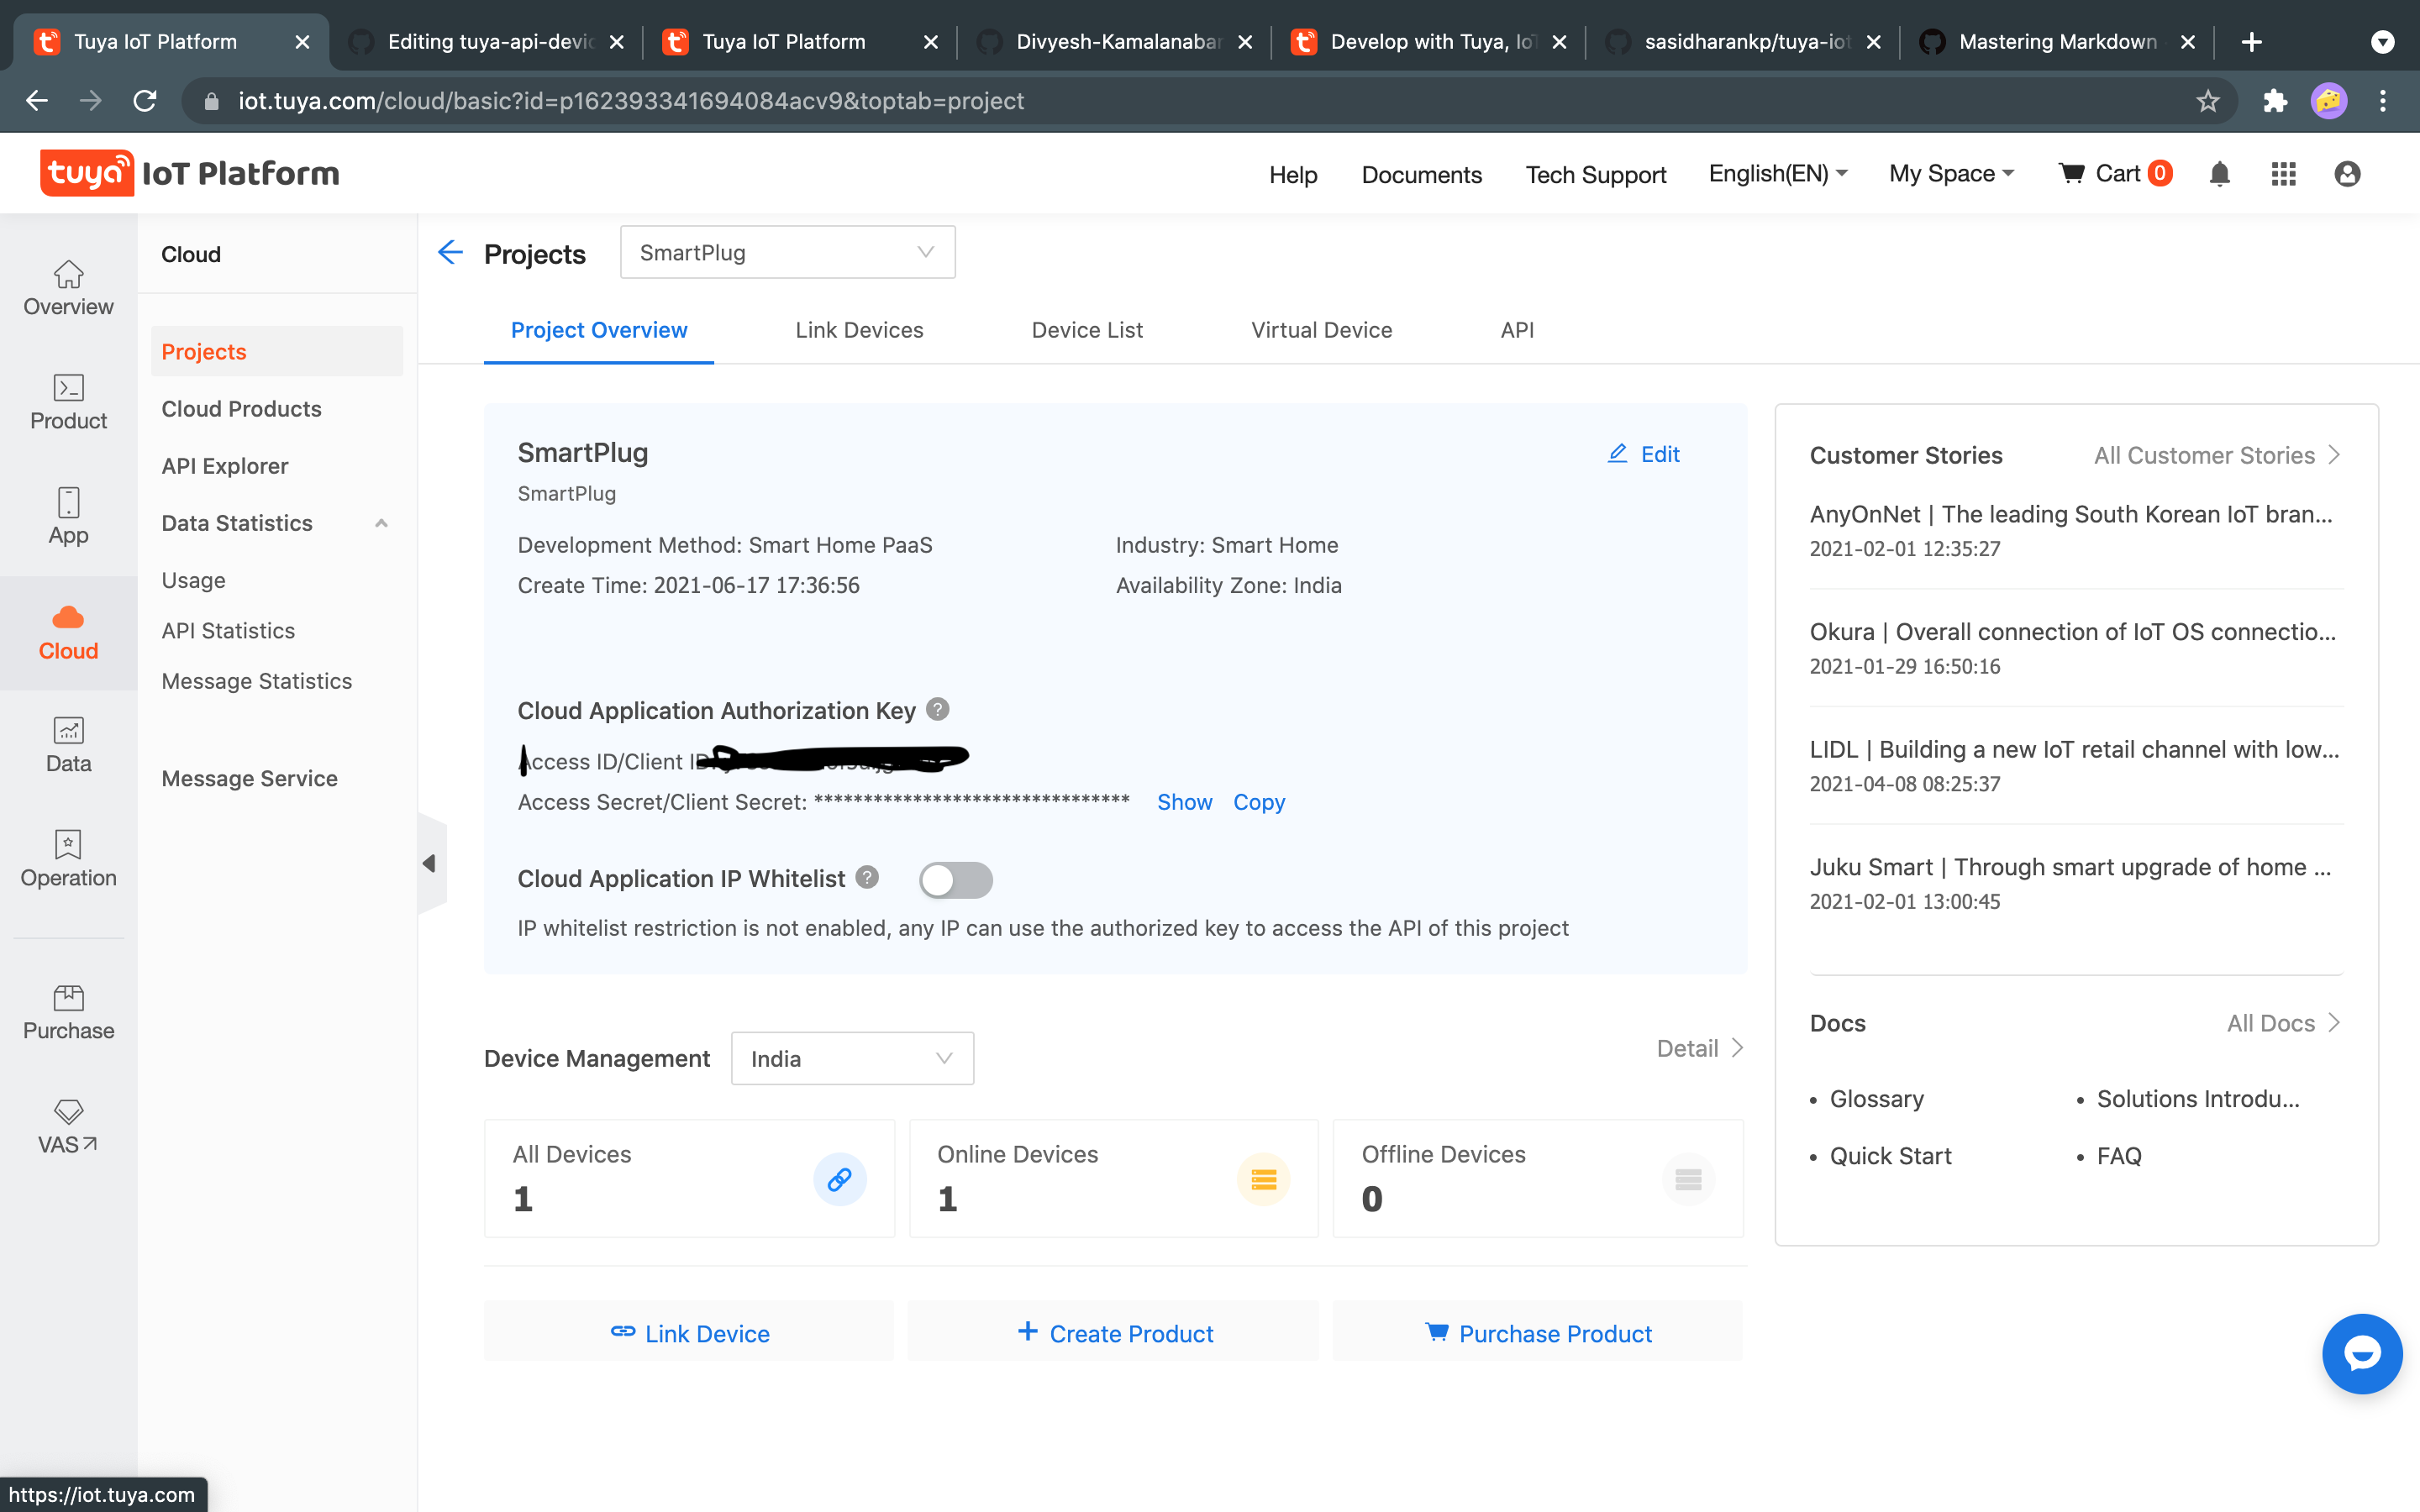 Tuya IoT Platform
Editing tuya-api-devic
Tuya IoT Platform
Divyesh-Kamalanabar
Develop with Tuya, IoT
sasidharankp/tuya-iot
Mastering Markdown
iot.tuya.com/cloud/basic?id=p162393341694084acv9&toptab=project
tuya IoT Platform
Help
Documents
Tech Support
English(EN)
My Space
Cart 0
Overview
Product
App
Cloud
Data
Operation
Purchase
VAS
Cloud
Projects
Cloud Products
API Explorer
Data Statistics
Usage
API Statistics
Message Statistics
Message Service
Projects
SmartPlug
Project Overview
Link Devices
Device List
Virtual Device
API
SmartPlug
Edit
SmartPlug
Development Method: Smart Home PaaS
Industry: Smart Home
Create Time: 2021-06-17 17:36:56
Availability Zone: India
Cloud Application Authorization Key ?
Access ID/Client ID
Access Secret/Client Secret: ********************************
Show
Copy
Cloud Application IP Whitelist ?
IP whitelist restriction is not enabled, any IP can use the authorized key to access the API of this project
Device Management
India
Detail
All Devices
1
Online Devices
1
Offline Devices
0
Link Device
Create Product
Purchase Product
Customer Stories
All Customer Stories
AnyOnNet | The leading South Korean IoT bran...
2021-02-01 12:35:27
Okura | Overall connection of IoT OS connectio...
2021-01-29 16:50:16
LIDL | Building a new IoT retail channel with low...
2021-04-08 08:25:37
Juku Smart | Through smart upgrade of home ...
2021-02-01 13:00:45
Docs
All Docs
• Glossary
• Solutions Introdu...
• Quick Start
• FAQ
https://iot.tuya.com